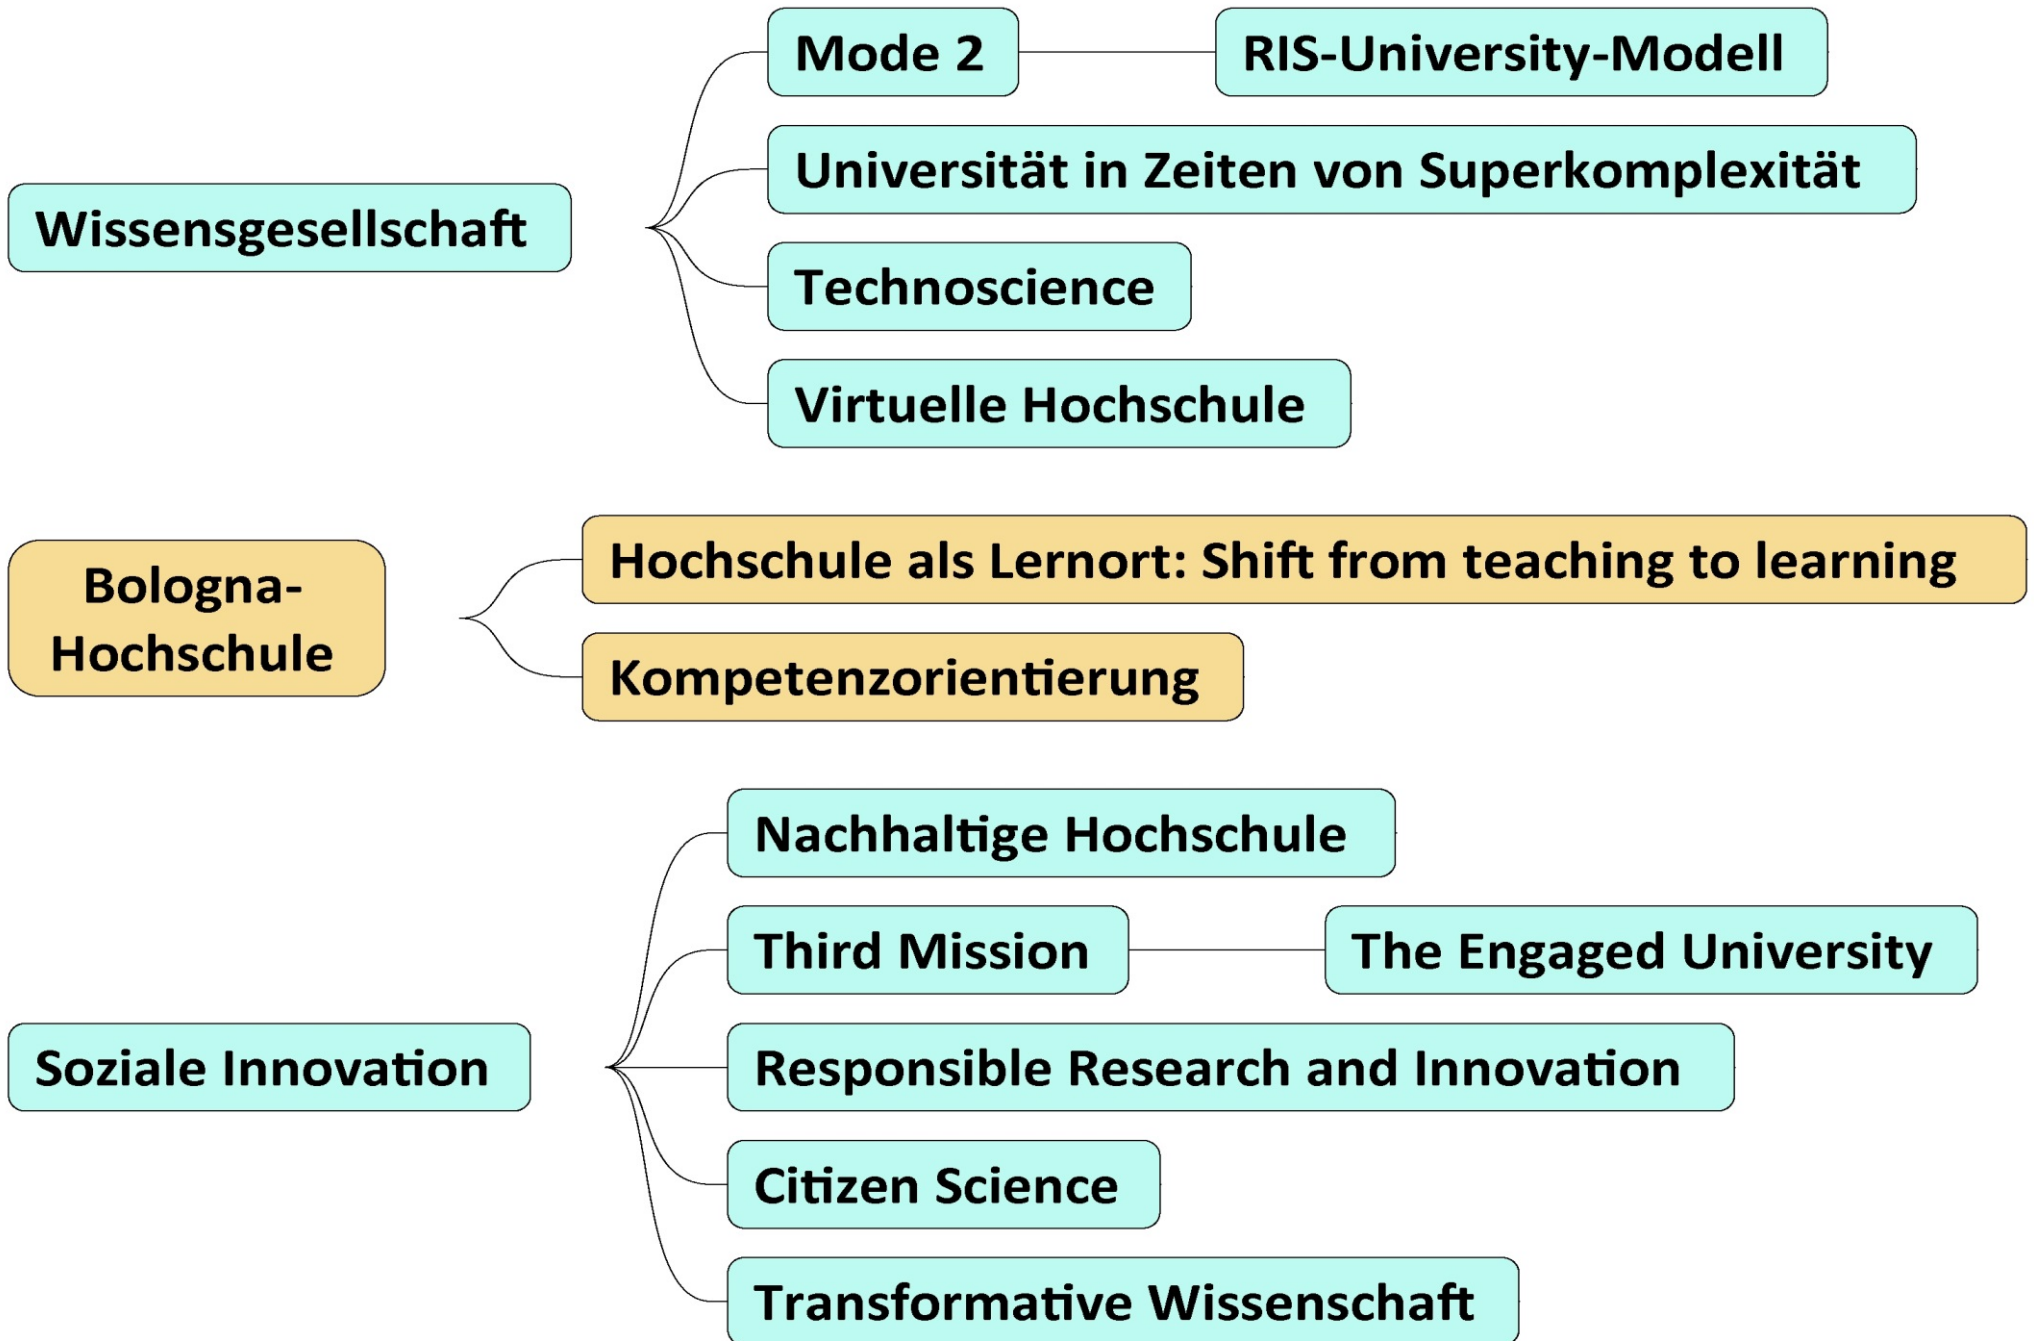 Mode 2
RIS-University-Modell
Universität in Zeiten von Superkomplexität
Wissensgesellschaft
Technoscience
Virtuelle Hochschule
Bologna-
Hochschule
Hochschule als Lernort: Shift from teaching to learning
Kompetenzorientierung
Nachhaltige Hochschule
Third Mission
The Engaged University
Soziale Innovation
Responsible Research and Innovation
Citizen Science
Transformative Wissenschaft